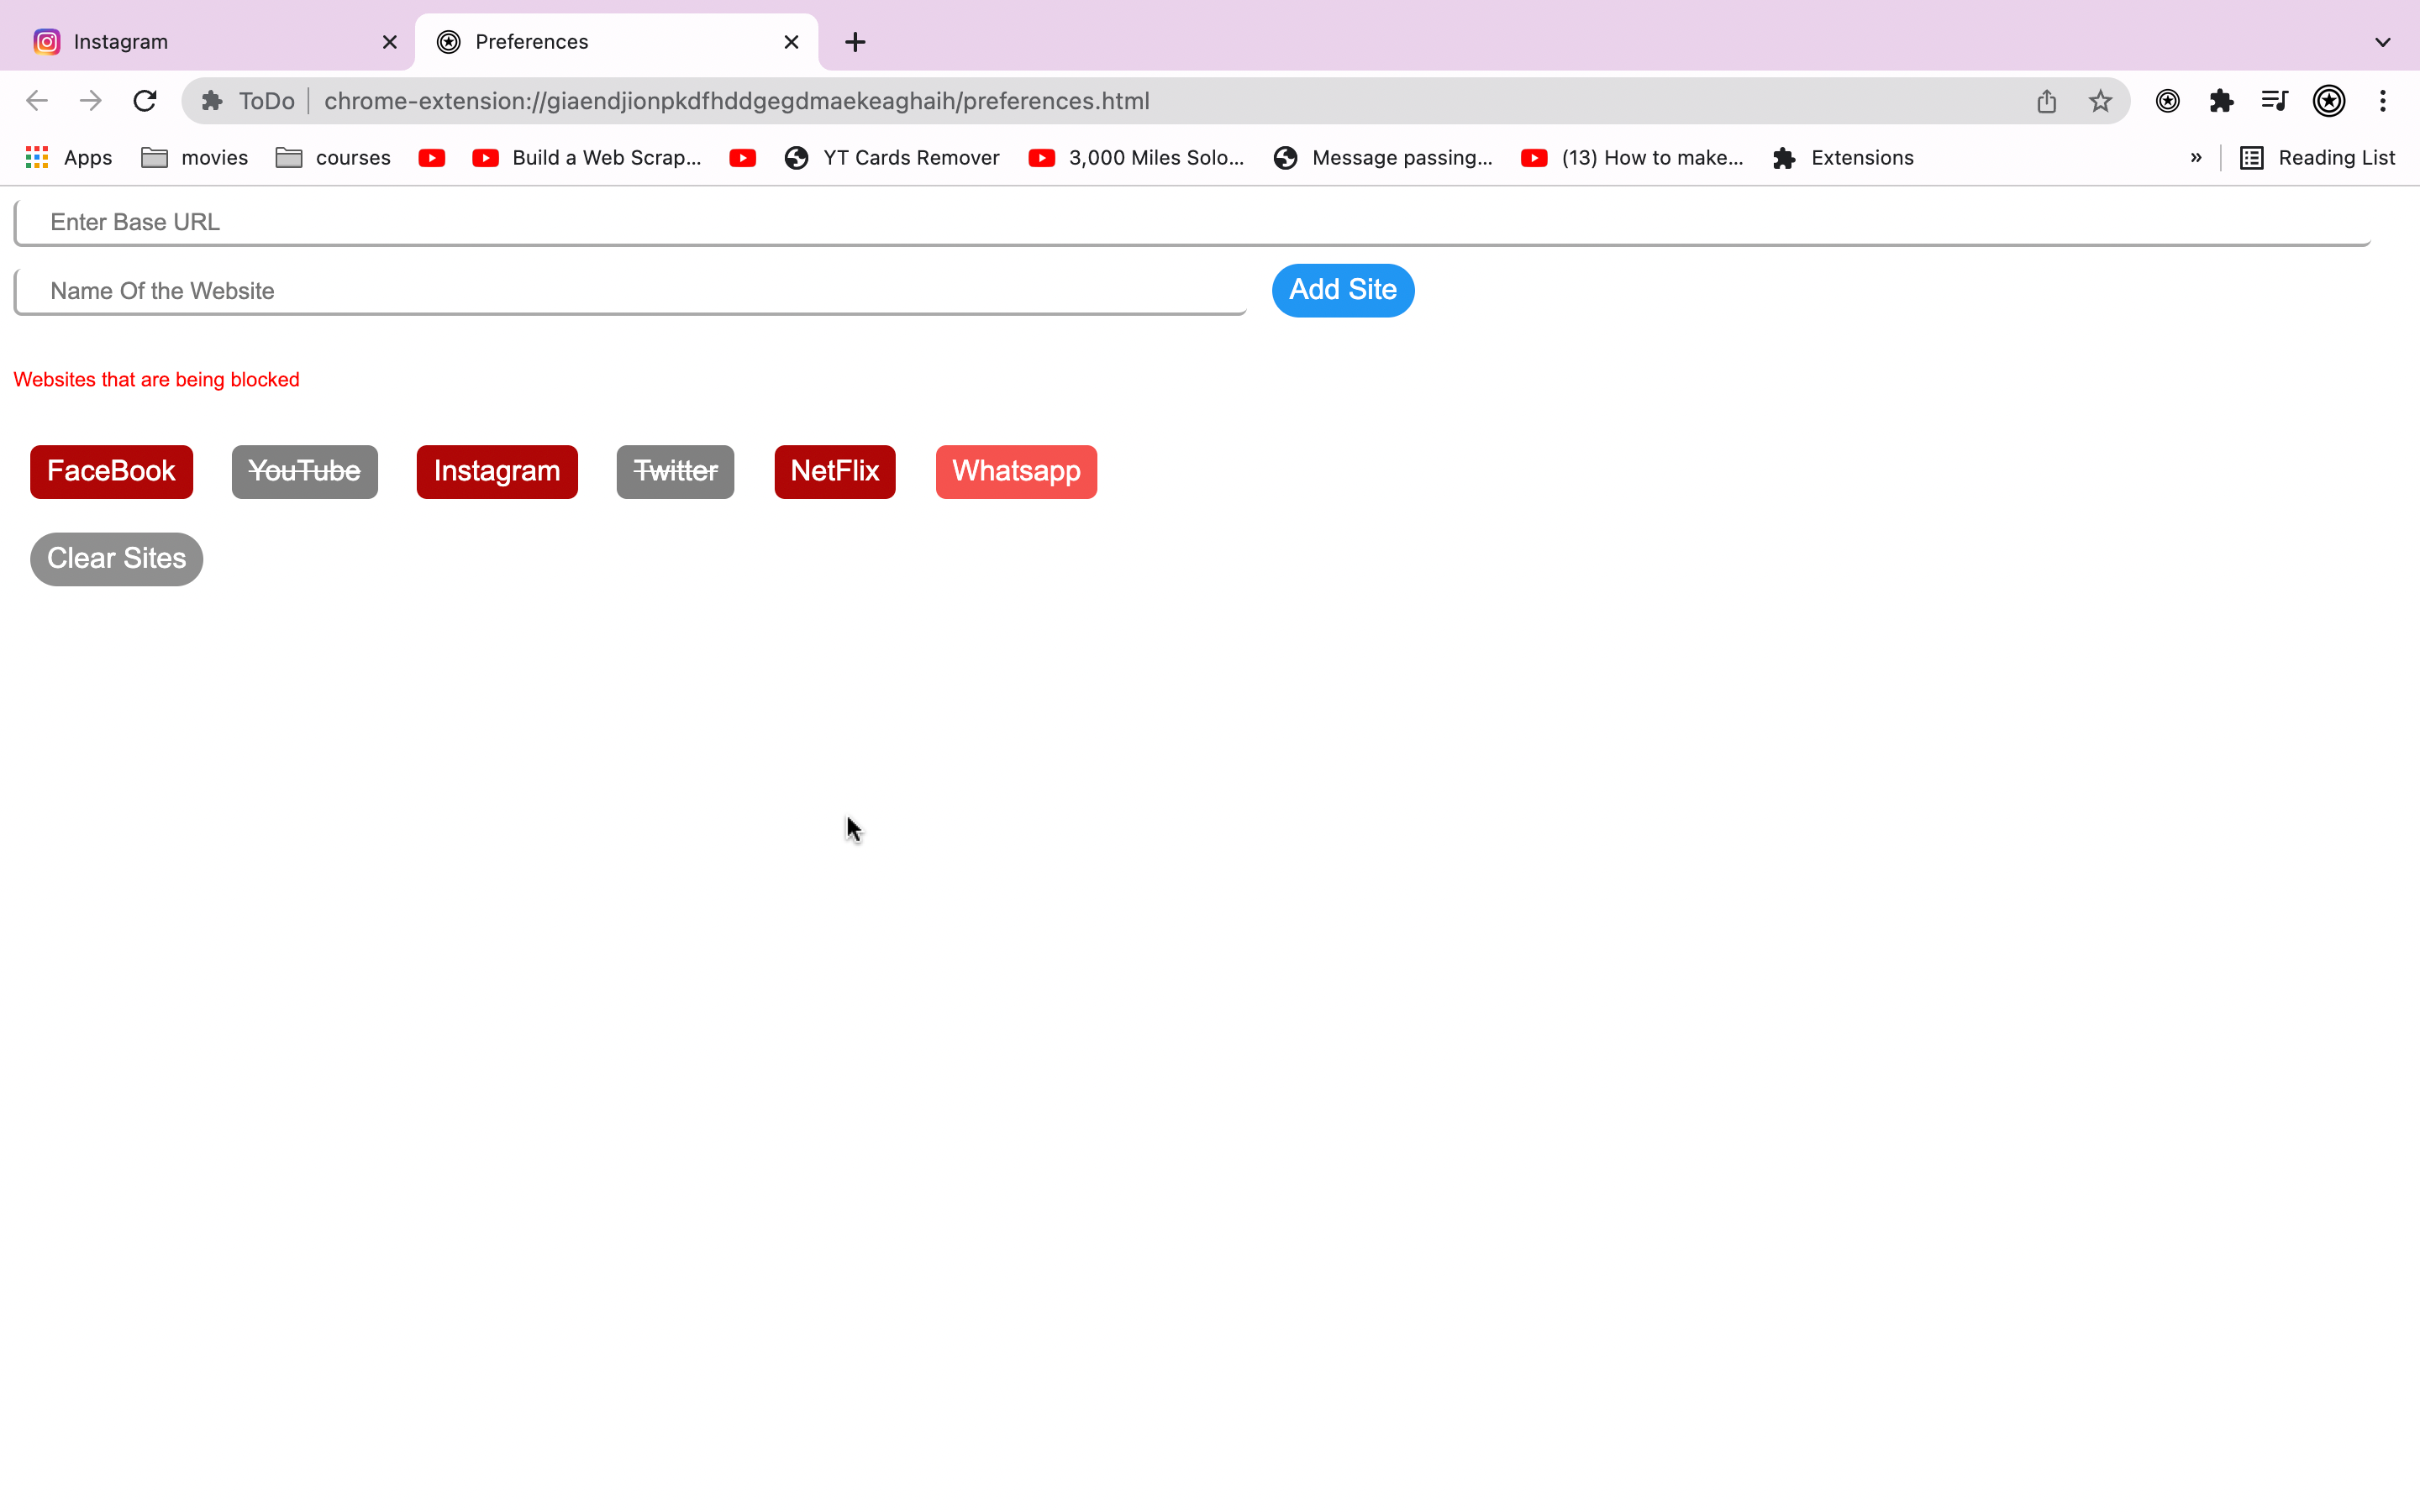 Instagram Preferences
ToDo chrome-extension://giaendjionpkdfhddgegdmaekeaghaih/preferences.html
Apps movies courses Build a Web Scrap... YT Cards Remover 3,000 Miles Solo... Message passing... (13) How to make... Extensions » Reading List
Enter Base URL
Name Of the Website Add Site
Websites that are being blocked
FaceBook YouTube Instagram Twitter NetFlix Whatsapp
Clear Sites